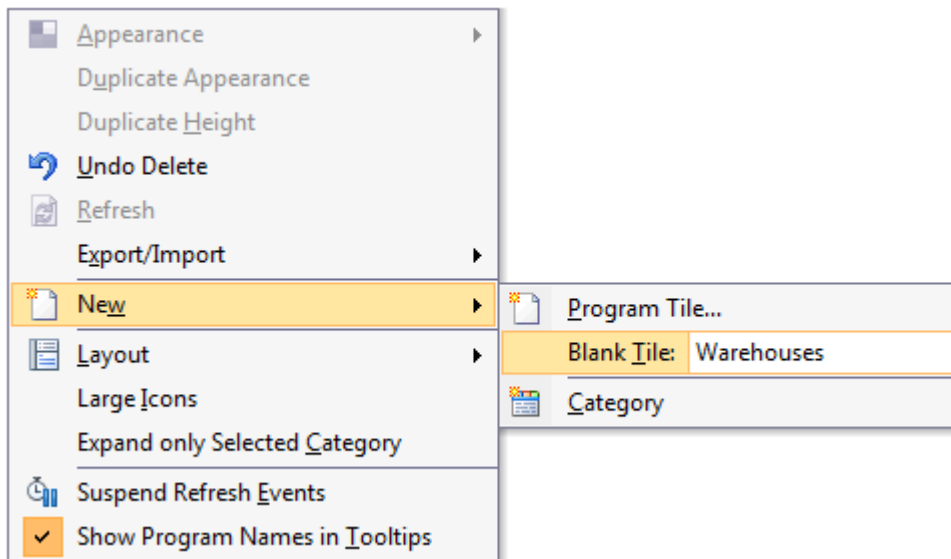 Appearance
Duplicate Appearance
Duplicate Height
Undo Delete
Refresh
Export/Import
New
Program Tile...
Blank Tile: Warehouses
Category
Layout
Large Icons
Expand only Selected Category
Suspend Refresh Events
Show Program Names in Tooltips